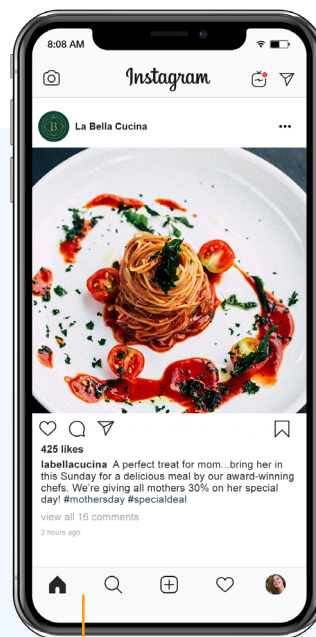 8:08 AM
Instagram
B
La Bella Cucina
425 likes
labellacucina A perfect treat for mom...bring her in
this Sunday for a delicious meal by our award-winning
chefs. We're giving all mothers 30% on her special
day! #mothersday #specialdeal
view all 16 comments
2 hours ago